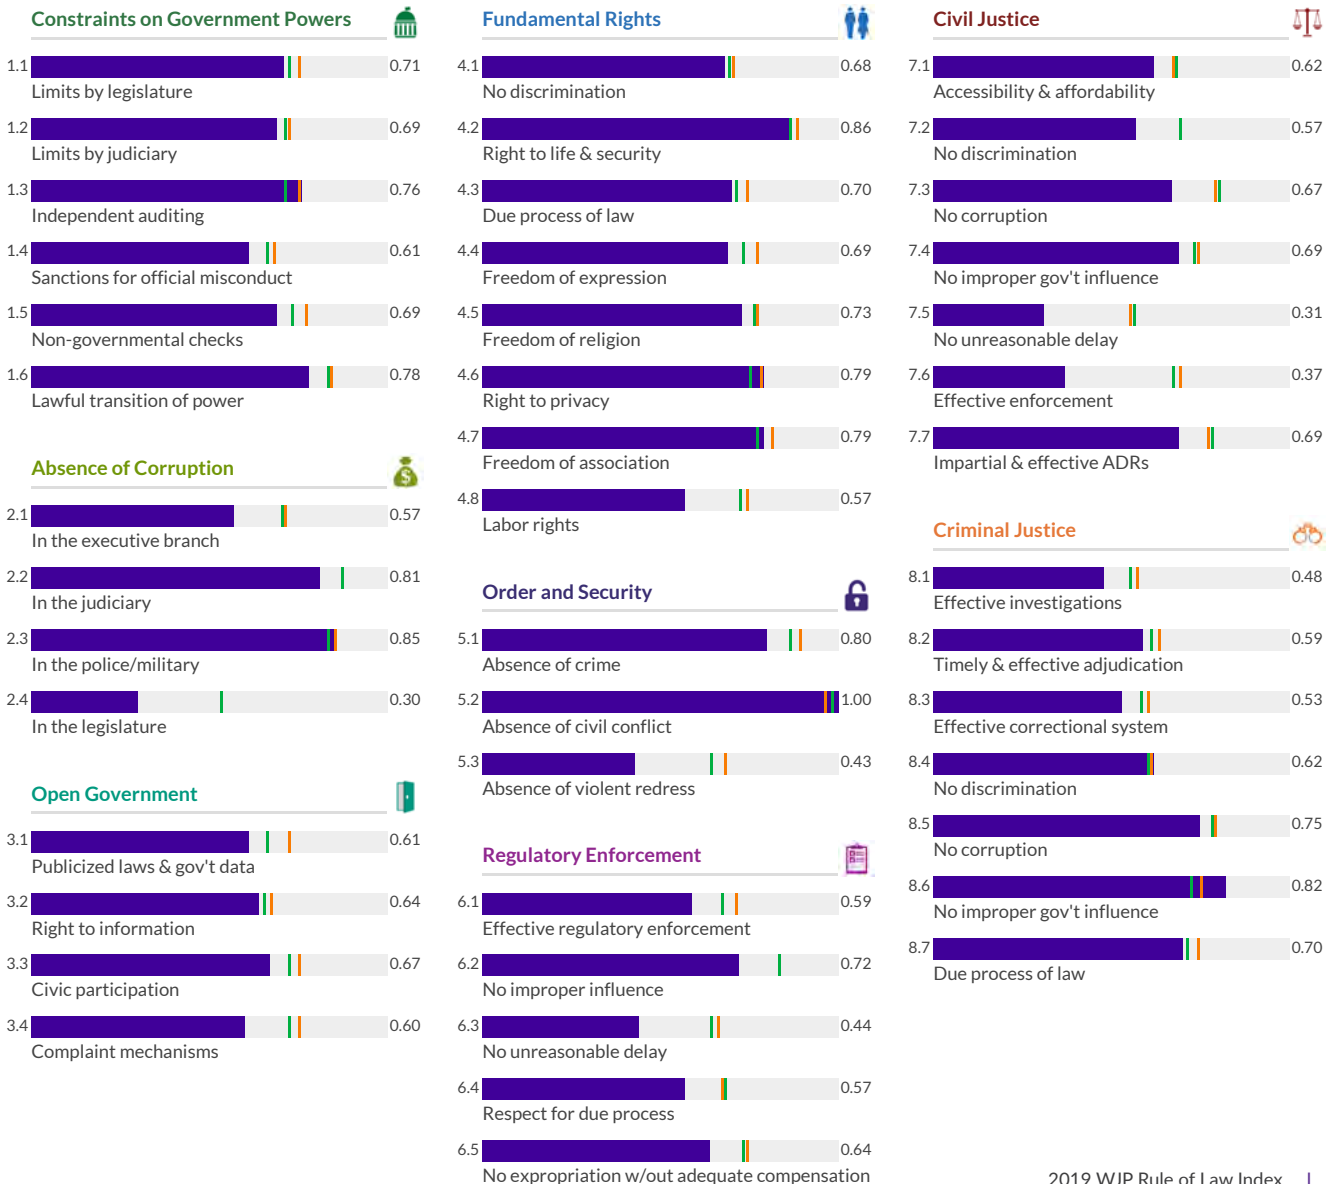 Constraints on Government Powers
1.1 0.71
Limits by legislature
1.2 0.69
Limits by judiciary
1.3 0.76
Independent auditing
1.4 0.61
Sanctions for official misconduct
1.5 0.69
Non-governmental checks
1.6 0.78
Lawful transition of power
Absence of Corruption
$
2.1 0.57
In the executive branch
2.2 0.81
In the judiciary
2.3 0.85
In the police/military
2.4 0.30
In the legislature
Open Government
3.1 0.61
Publicized laws & gov't data
3.2 0.64
Right to information
3.3 0.67
Civic participation
3.4 0.60
Complaint mechanisms
Fundamental Rights
4.1 0.68
No discrimination
4.2 0.86
Right to life & security
4.3 0.70
Due process of law
4.4 0.69
Freedom of expression
4.5 0.73
Freedom of religion
4.6 0.79
Right to privacy
4.7 0.79
Freedom of association
4.8 0.57
Labor rights
Order and Security
5.1 0.80
Absence of crime
5.2 1.00
Absence of civil conflict
5.3 0.43
Absence of violent redress
Regulatory Enforcement
6.1 0.59
Effective regulatory enforcement
6.2 0.72
No improper influence
6.3 0.44
No unreasonable delay
6.4 0.57
Respect for due process
6.5 0.64
No expropriation w/out adequate compensation
Civil Justice
7.1 0.62
Accessibility & affordability
7.2 0.57
No discrimination
7.3 0.67
No corruption
7.4 0.69
No improper gov't influence
7.5 0.31
No unreasonable delay
7.6 0.37
Effective enforcement
7.7 0.69
Impartial & effective ADRs
Criminal Justice
8.1 0.48
Effective investigations
8.2 0.59
Timely & effective adjudication
8.3 0.53
Effective correctional system
8.4 0.62
No discrimination
8.5 0.75
No corruption
8.6 0.82
No improper gov't influence
8.7 0.70
Due process of law
2019 WJP Rule of Law Index |